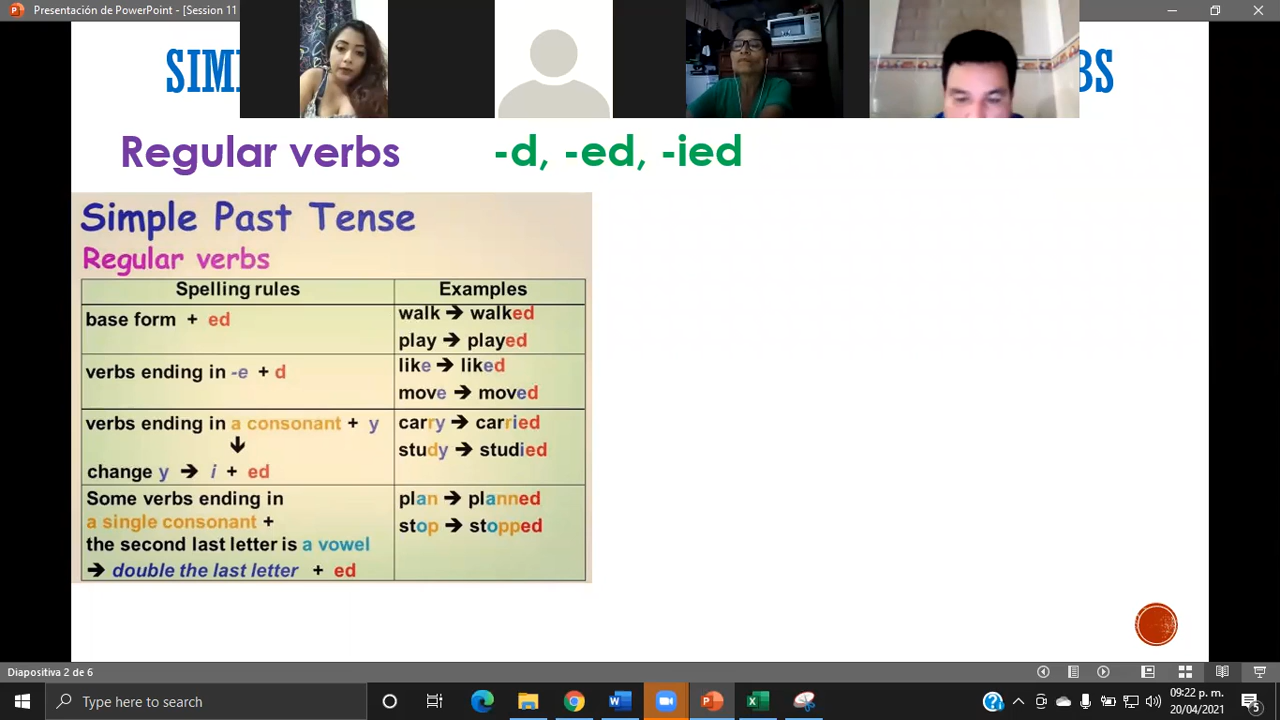 Presentación de PowerPoint - [Session 11
SIM
BS
Regular verbs -d, -ed, -ied
Simple Past Tense
Regular verbs
Spelling rules Examples
base form + ed
walk ➔ walked
play ➔ played
verbs ending in -e + d
like ➔ liked
move ➔ moved
verbs ending in a consonant + y
change y ➔ i + ed
carry ➔ carried
study ➔ studied
Some verbs ending in
a single consonant +
the second last letter is a vowel
➔ double the last letter + ed
plan ➔ planned
stop ➔ stopped
Diapositiva 2 de 6
Type here to search
09:22 p. m.
20/04/2021
5